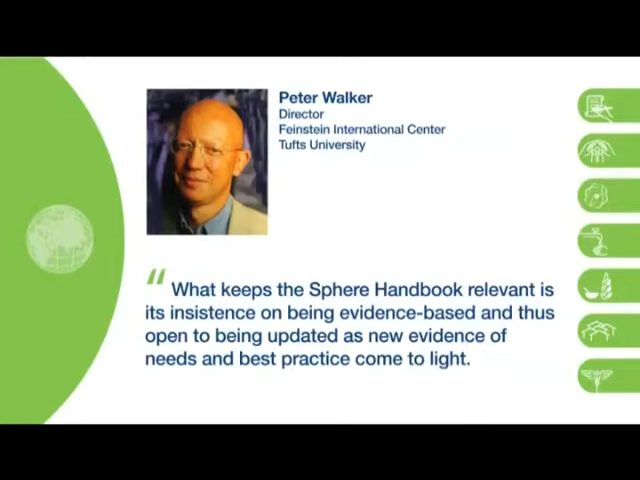 Peter Walker
Director
Feinstein International Center
Tufts University
“ What keeps the Sphere Handbook relevant is
its insistence on being evidence-based and thus
open to being updated as new evidence of
needs and best practice come to light.